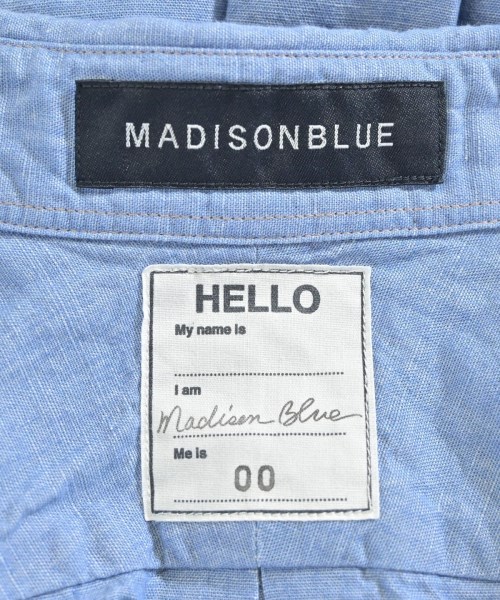 MADISONBLUE
HELLO
My name is
I am
Madison Blue
Me is
00